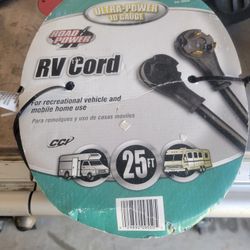 ULTRA-POWER
10 GAUGE
ROAD
POWER
RV Cord
For recreational vehicle and
mobile home use
Para remolques y uso de casas moviles
CCI
25FT